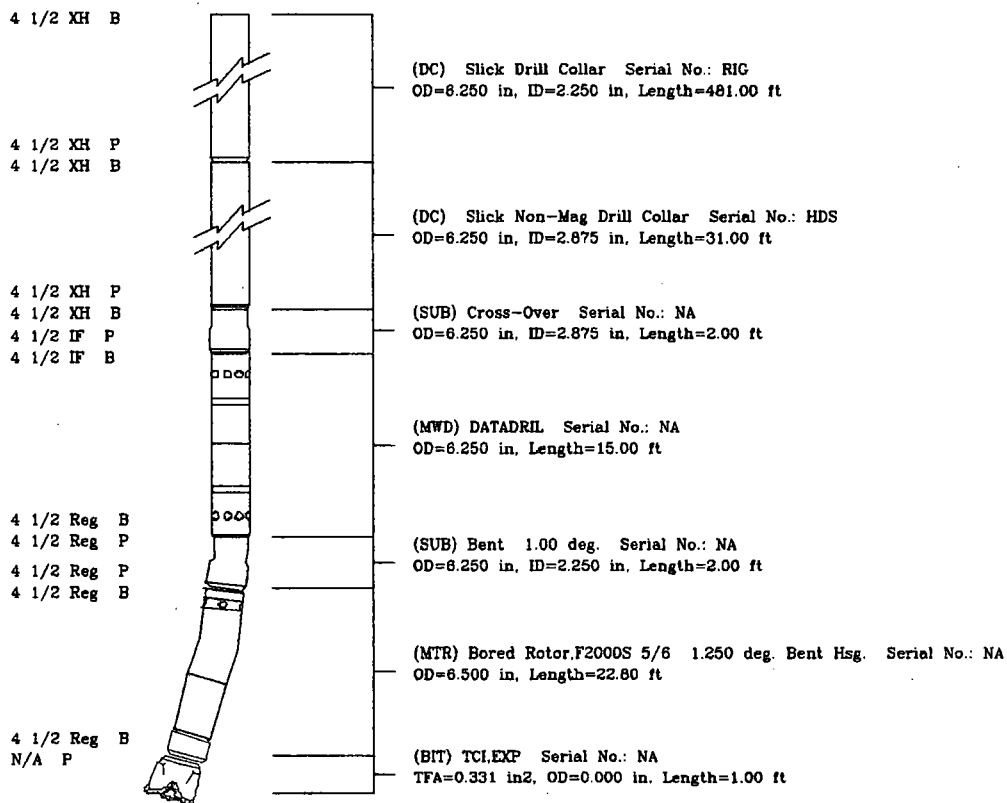 4 1/2 XH B
(DC) Slick Drill Collar Serial No.: RIG
OD=6.250 in, ID=2.250 in, Length=481.00 ft
4 1/2 XH P
4 1/2 XH B
(DC) Slick Non-Mag Drill Collar Serial No.: HDS
OD=6.250 in, ID=2.875 in, Length=31.00 ft
4 1/2 XH P
4 1/2 XH B
(SUB) Cross-Over Serial No.: NA
OD=6.250 in, ID=2.875 in, Length=2.00 ft
4 1/2 IF P
4 1/2 IF B
(MWD) DATADRIL Serial No.: NA
OD=6.250 in, Length=15.00 ft
4 1/2 Reg B
4 1/2 Reg P
(SUB) Bent 1.00 deg. Serial No.: NA
OD=6.250 in, ID=2.250 in, Length=2.00 ft
4 1/2 Reg P
4 1/2 Reg B
(MTR) Bored Rotor,F2000S 5/6 1.250 deg. Bent Hsg. Serial No.: NA
OD=6.500 in, Length=22.80 ft
4 1/2 Reg B
N/A P
(BIT) TCI,EXP Serial No.: NA
TFA=0.331 in2, OD=0.000 in, Length=1.00 ft